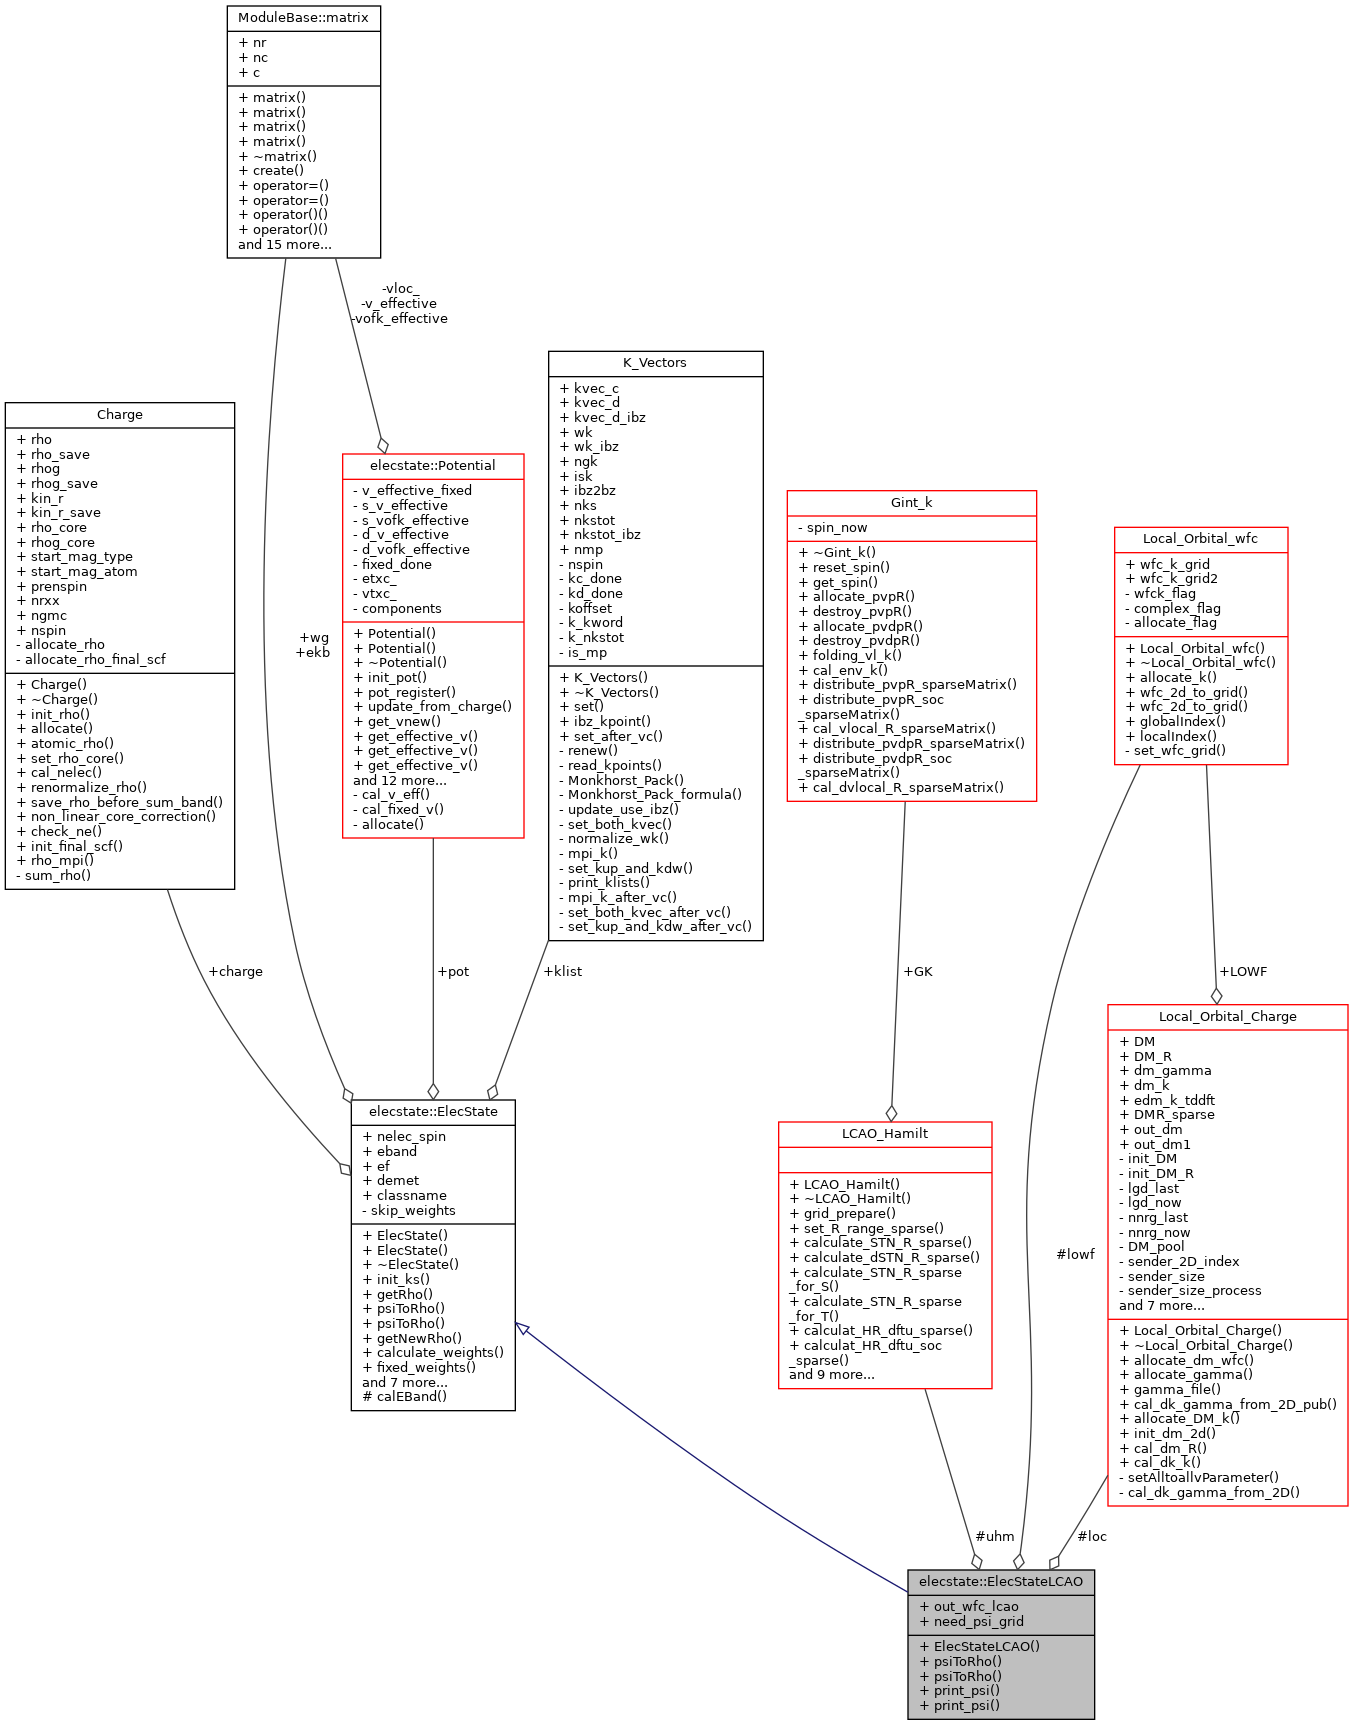 ModuleBase::matrix
+ nr
+ nc
+ c
+ matrix()
+ matrix()
+ matrix()
+ matrix()
+ ~matrix()
+ create()
+ operator=()
+ operator=()
+ operator()()
+ operator()()
and 15 more...
-vloc_
-v_effective
-vofk_effective
K_Vectors
+ kvec_c
+ kvec_d
+ kvec_d_ibz
+ wk
+ wk_ibz
+ ngk
+ isk
+ ibz2bz
+ nks
+ nkstot
+ nkstot_ibz
+ nmp
- nspin
- kc_done
- kd_done
- koffset
- k_kword
- k_nkstot
- is_mp
+ K_Vectors()
+ ~K_Vectors()
+ set()
+ ibz_kpoint()
+ set_after_vc()
- renew()
- read_kpoints()
- Monkhorst_Pack()
- Monkhorst_Pack_formula()
- update_use_ibz()
- set_both_kvec()
- normalize_wk()
- mpi_k()
- set_kup_and_kdw()
- print_klists()
- mpi_k_after_vc()
- set_both_kvec_after_vc()
- set_kup_and_kdw_after_vc()
Charge
+ rho
+ rho_save
+ rhog
+ rhog_save
+ kin_r
+ kin_r_save
+ rho_core
+ rhog_core
+ start_mag_type
+ start_mag_atom
+ prenspin
+ nrxx
+ ngmc
+ nspin
- allocate_rho
- allocate_rho_final_scf
+ Charge()
+ ~Charge()
+ init_rho()
+ allocate()
+ atomic_rho()
+ set_rho_core()
+ cal_nelec()
+ renormalize_rho()
+ save_rho_before_sum_band()
+ non_linear_core_correction()
+ check_ne()
+ init_final_scf()
+ rho_mpi()
- sum_rho()
elecstate::Potential
- v_effective_fixed
- s_v_effective
- s_vofk_effective
- d_v_effective
- d_vofk_effective
- fixed_done
- etxc_
- vtxc_
- components
+ Potential()
+ Potential()
+ ~Potential()
+ init_pot()
+ pot_register()
+ update_from_charge()
+ get_vnew()
+ get_effective_v()
+ get_effective_v()
+ get_effective_v()
and 12 more...
- cal_v_eff()
- cal_fixed_v()
- allocate()
Gint_k
- spin_now
+ ~Gint_k()
+ reset_spin()
+ get_spin()
+ allocate_pvpR()
+ destroy_pvpR()
+ allocate_pvdpR()
+ destroy_pvdpR()
+ folding_vl_k()
+ cal_env_k()
+ distribute_pvpR_sparseMatrix()
+ distribute_pvpR_soc
_sparseMatrix()
+ cal_vlocal_R_sparseMatrix()
+ distribute_pvdpR_sparseMatrix()
+ distribute_pvdpR_soc
_sparseMatrix()
+ cal_dvlocal_R_sparseMatrix()
Local_Orbital_wfc
+ wfc_k_grid
+ wfc_k_grid2
- wfck_flag
- complex_flag
- allocate_flag
+ Local_Orbital_wfc()
+ ~Local_Orbital_wfc()
+ allocate_k()
+ wfc_2d_to_grid()
+ wfc_2d_to_grid()
+ globalIndex()
+ localIndex()
- set_wfc_grid()
+wg
+ekb
+charge
+pot
+klist
+GK
+LOWF
Local_Orbital_Charge
+ DM
+ DM_R
+ dm_gamma
+ dm_k
+ edm_k_tddft
+ DMR_sparse
+ out_dm
+ out_dm1
- init_DM
- init_DM_R
- lgd_last
- lgd_now
- nnrg_last
- nnrg_now
- DM_pool
- sender_2D_index
- sender_size
- sender_size_process
and 7 more...
+ Local_Orbital_Charge()
+ ~Local_Orbital_Charge()
+ allocate_dm_wfc()
+ allocate_gamma()
+ gamma_file()
+ cal_dk_gamma_from_2D_pub()
+ allocate_DM_k()
+ init_dm_2d()
+ cal_dm_R()
+ cal_dk_k()
- setAlltoallvParameter()
- cal_dk_gamma_from_2D()
elecstate::ElecState
+ nelec_spin
+ eband
+ ef
+ demet
+ classname
- skip_weights
+ ElecState()
+ ElecState()
+ ~ElecState()
+ init_ks()
+ getRho()
+ psiToRho()
+ psiToRho()
+ getNewRho()
+ calculate_weights()
+ fixed_weights()
and 7 more...
# calEBand()
LCAO_Hamilt
+ LCAO_Hamilt()
+ ~LCAO_Hamilt()
+ grid_prepare()
+ set_R_range_sparse()
+ calculate_STN_R_sparse()
+ calculate_dSTN_R_sparse()
+ calculate_STN_R_sparse
_for_S()
+ calculate_STN_R_sparse
_for_T()
+ calculat_HR_dftu_sparse()
+ calculat_HR_dftu_soc
_sparse()
and 9 more...
#lowf
#uhm
#loc
elecstate::ElecStateLCAO
+ out_wfc_lcao
+ need_psi_grid
+ ElecStateLCAO()
+ psiToRho()
+ psiToRho()
+ print_psi()
+ print_psi()